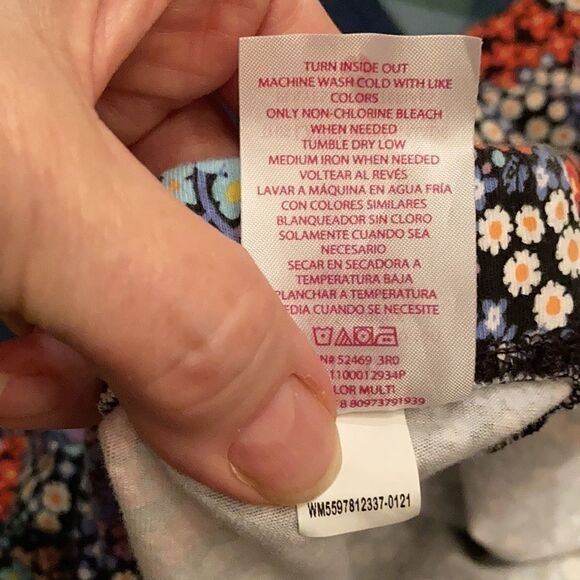 TURN INSIDE OUT
MACHINE WASH COLD WITH LIKE
COLORS
ONLY NON-CHLORINE BLEACH
WHEN NEEDED
TUMBLE DRY LOW
MEDIUM IRON WHEN NEEDED
VOLTEAR AL REVÉS
LAVAR A MÁQUINA EN AGUA FRÍA
CON COLORES SIMILARES
BLANQUEADOR SIN CLORO
SOLAMENTE CUANDO SEA
NECESARIO
SECAR EN SECADORA A
TEMPERATURA BAJA
PLANCHAR A TEMPERATURA
EDIA CUANDO SE NECESITE
N# 52469 3R0
1100012934P
LOR MULTI
8 80973791939
WM5597812337-0121